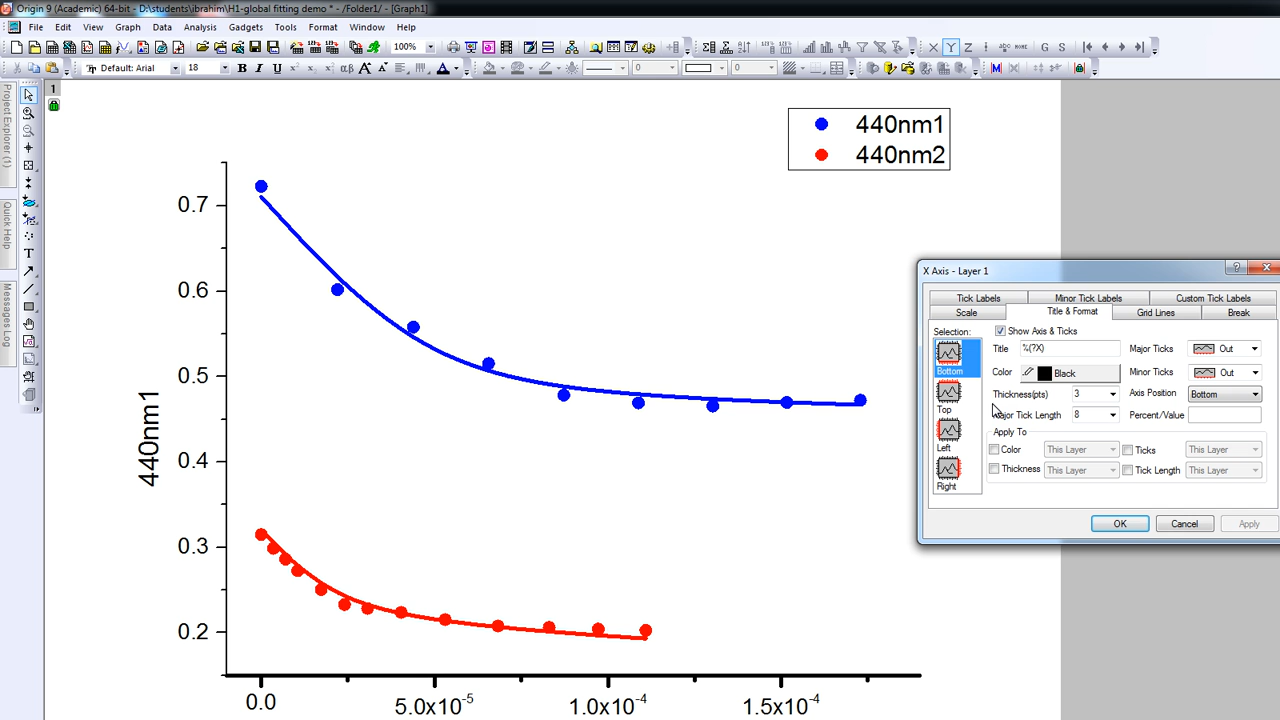 Origin 9 (Academic) 64-bit - D:\students\ibrahim\H1-global fitting demo * - /Folder1/ - [Graph1]
File Edit View Graph Data Analysis Gadgets Tools Format Window Help
100%
Default: Arial 18 B I U
0 0
Project Explorer (1)
Quick Help
Messages Log
1
440nm1
440nm2
0.7
0.6
0.5
0.4
0.3
0.2
440nm1
0.0 5.0x10⁻⁵ 1.0x10⁻⁴ 1.5x10⁻⁴
X Axis - Layer 1
Tick Labels Minor Tick Labels Custom Tick Labels
Scale Title & Format Grid Lines Break
Selection: Show Axis & Ticks
Bottom
Top
Left
Right
Title %(?X) Major Ticks Out
Color Black Minor Ticks Out
Thickness(pts) 3 Axis Position Bottom
Major Tick Length 8 Percent/Value
Apply To
Color This Layer Ticks This Layer
Thickness This Layer Tick Length This Layer
OK Cancel Apply